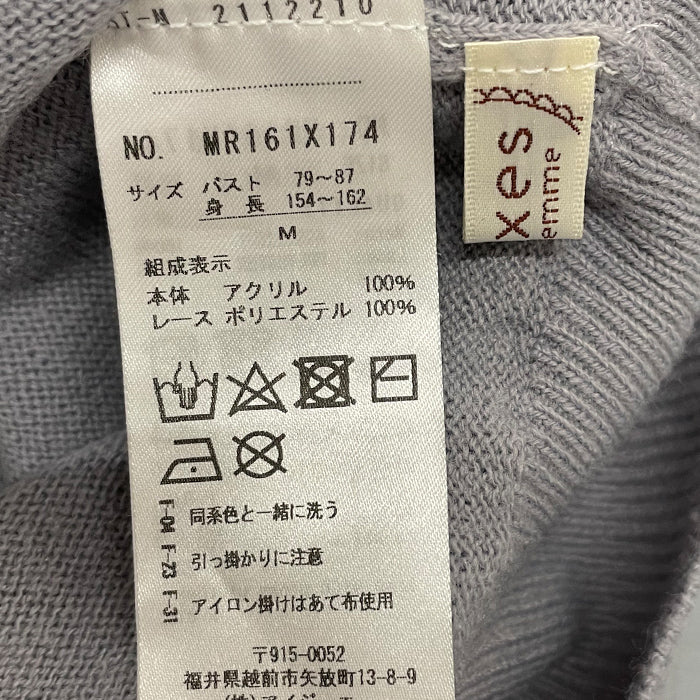 ST-M 2112210
NO. MR161X174
サイズ バスト 79～87
身長 154～162
M
組成表示
本体 アクリル 100%
レース ポリエステル 100%
F-04 同系色と一緒に洗う
F-23 引っ掛かりに注意
F-31 アイロン掛けはあて布使用
〒915-0052
福井県越前市矢放町13-8-9
xes
emme